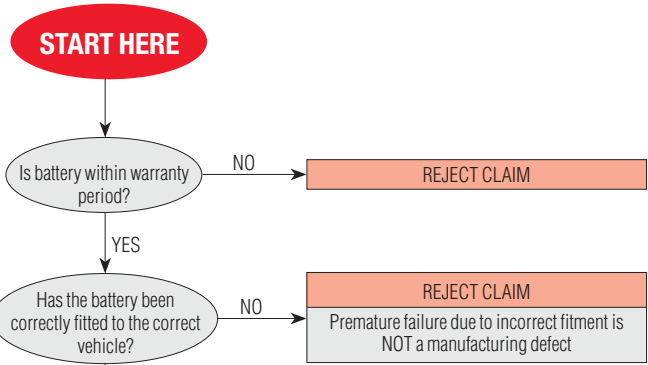 START HERE
Is battery within warranty
period?
NO
REJECT CLAIM
YES
Has the battery been
correctly fitted to the correct
vehicle?
NO
REJECT CLAIM
Premature failure due to incorrect fitment is
NOT a manufacturing defect